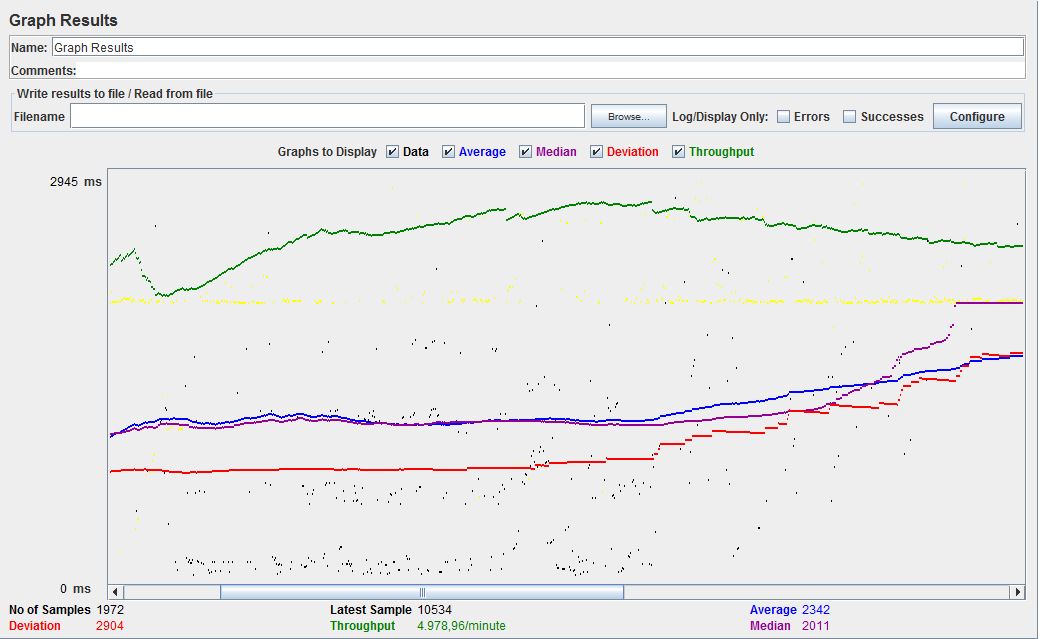 Graph Results
Name: Graph Results
Comments:
Write results to file / Read from file
Filename Browse... Log/Display Only: Errors Successes Configure
Graphs to Display Data Average Median Deviation Throughput
2945 ms
0 ms
No of Samples 1972 Latest Sample 10534 Average 2342
Deviation 2904 Throughput 4.978,96/minute Median 2011